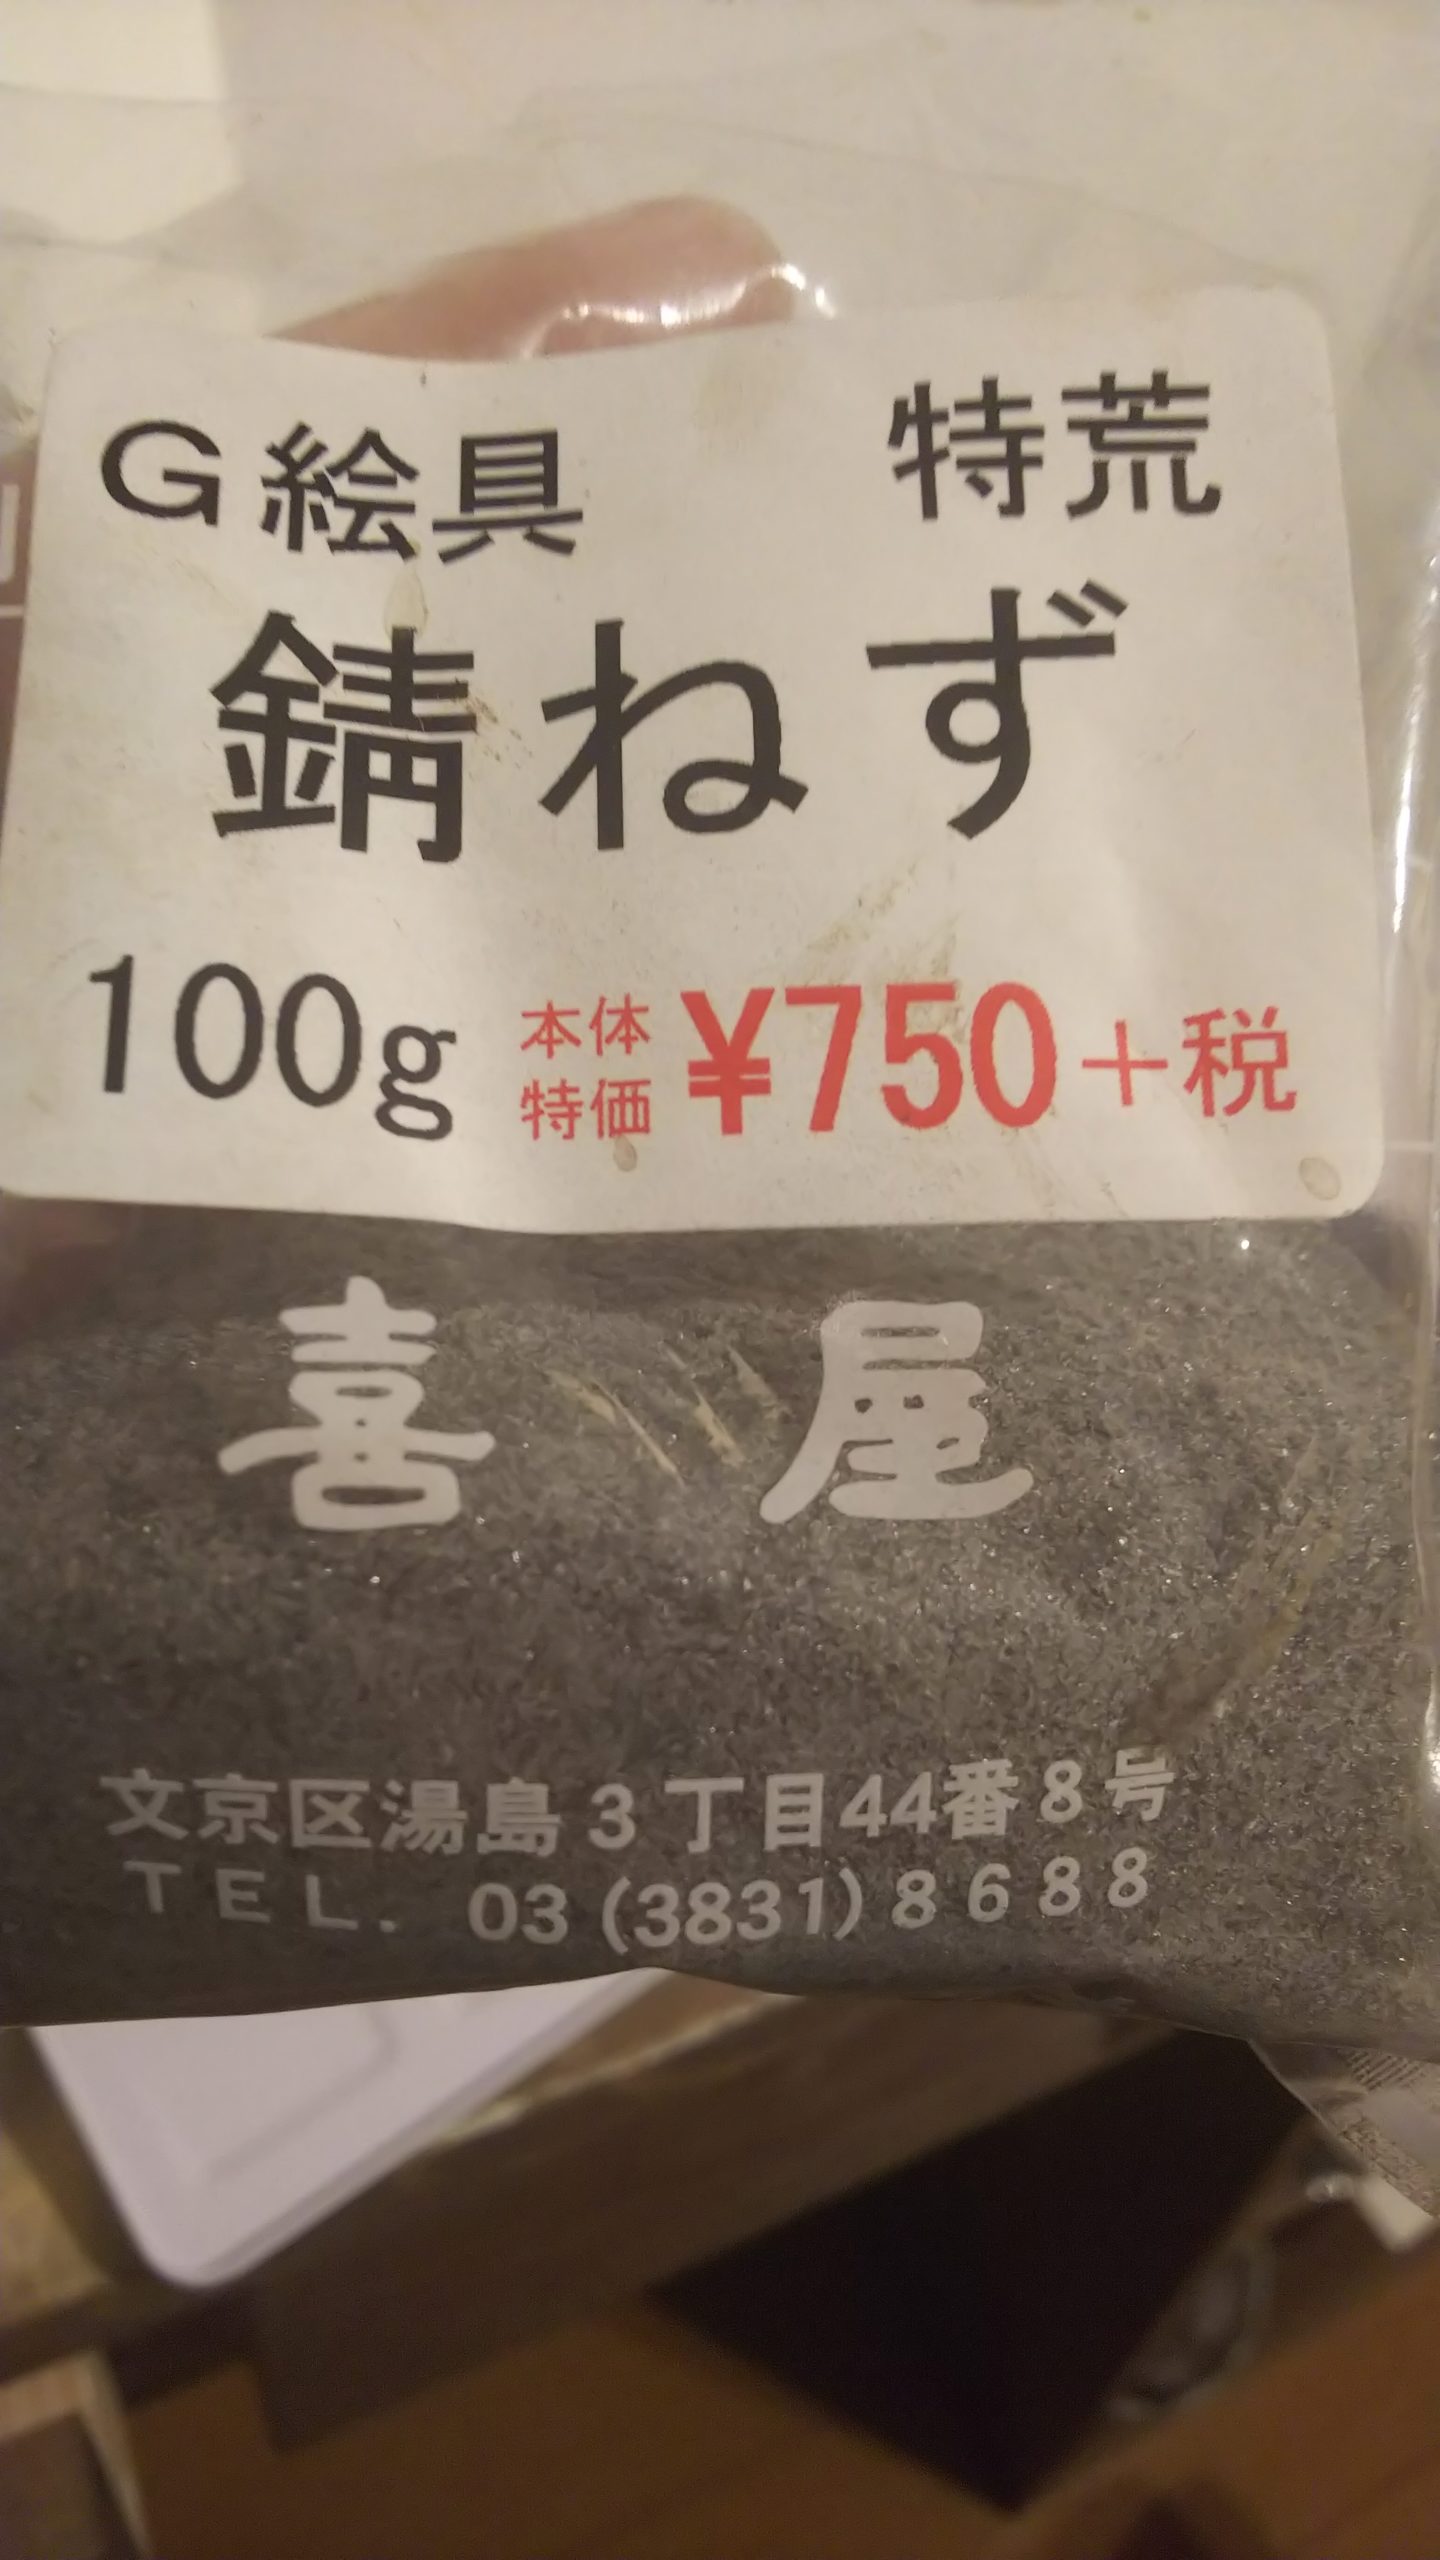 G絵具 特荒
錆ねず
100g 本体特価 ¥750+税
喜屋
文京区湯島3丁目44番8号
TEL. 03(3831)8688